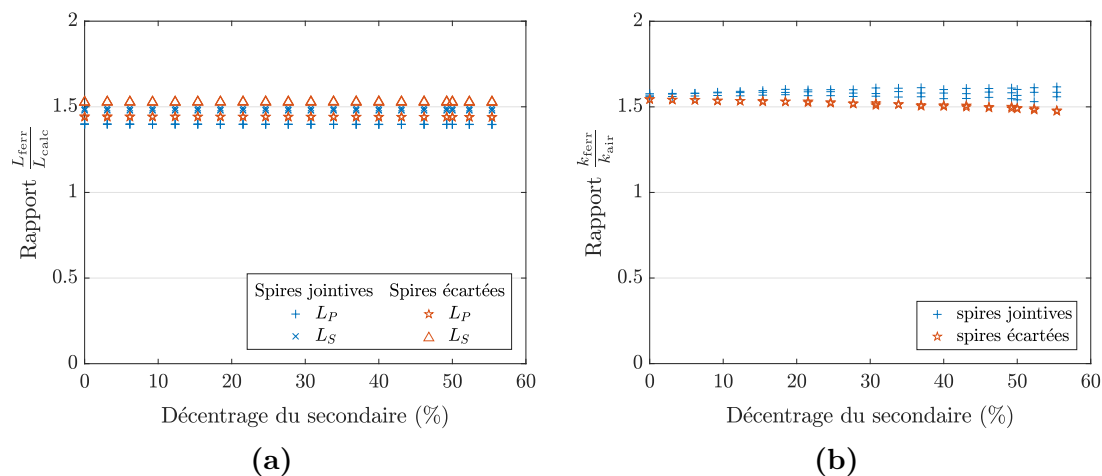 2
1.5
1
0.5
0
0 10 20 30 40 50 60
Rapport L_ferr / L_calc
Décentrage du secondaire (%)
Spires jointives Spires écartées
L_P L_P
L_S L_S
(a)
2
1.5
1
0.5
0
0 10 20 30 40 50 60
Rapport k_ferr / k_air
Décentrage du secondaire (%)
spires jointives
spires écartées
(b)